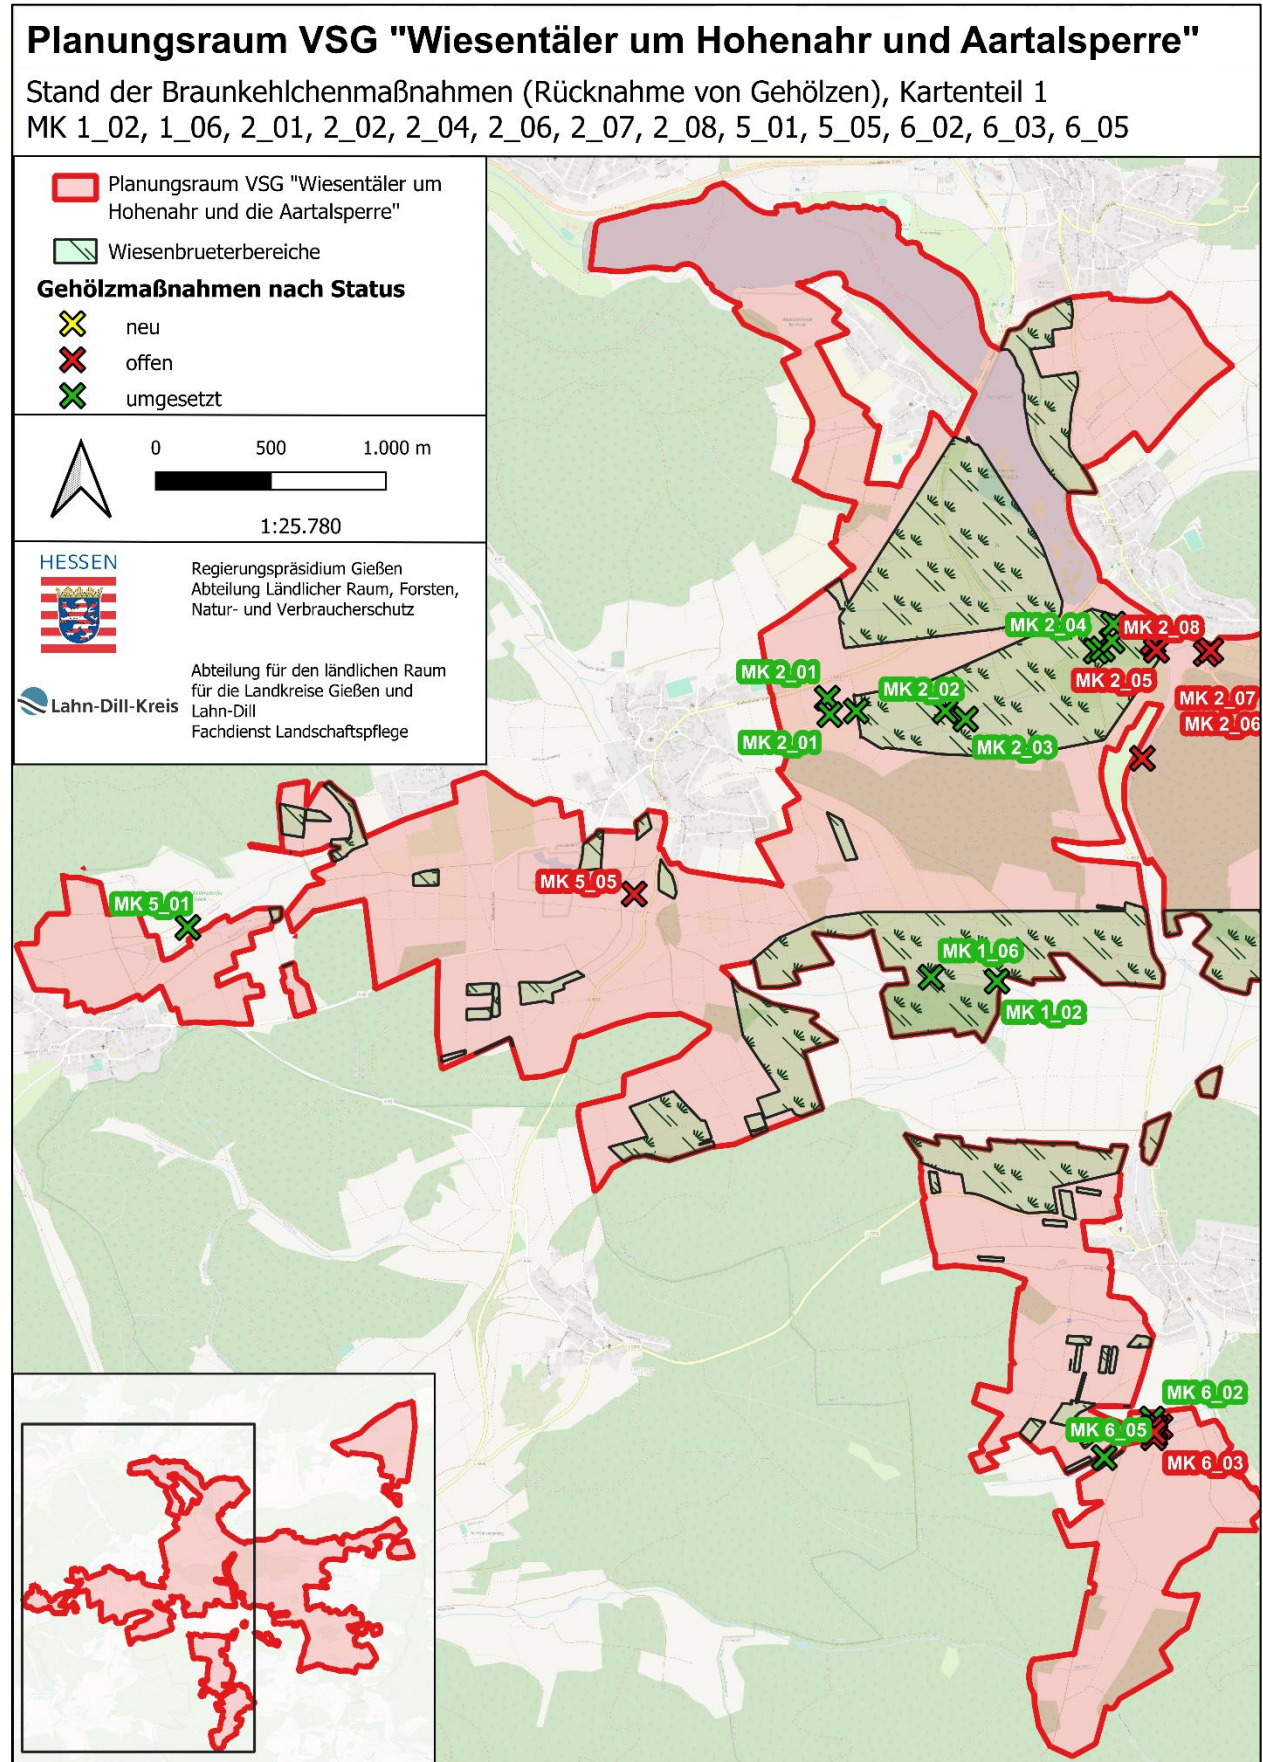 Planungsraum VSG "Wiesentäler um Hohenahr und Aartalsperre"
Stand der Braunkehlchenmaßnahmen (Rücknahme von Gehölzen), Kartenteil 1
MK 1_02, 1_06, 2_01, 2_02, 2_04, 2_06, 2_07, 2_08, 5_01, 5_05, 6_02, 6_03, 6_05
Planungsraum VSG "Wiesentäler um
Hohenahr und die Aartalsperre"
Wiesenbrueterbereiche
Gehölzmaßnahmen nach Status
neu
offen
umgesetzt
0 500 1.000 m
1:25.780
HESSEN
Regierungspräsidium Gießen
Abteilung Ländlicher Raum, Forsten,
Natur- und Verbraucherschutz
Lahn-Dill-Kreis
Abteilung für den ländlichen Raum
für die Landkreise Gießen und
Lahn-Dill
Fachdienst Landschaftspflege
MK 2_04
MK 2_08
MK 2_01
MK 2_05
MK 2_02
MK 2_07
MK 2_06
MK 2_01
MK 2_03
MK 5_05
MK 5_01
MK 1_06
MK 1_02
MK 6_02
MK 6_05
MK 6_03